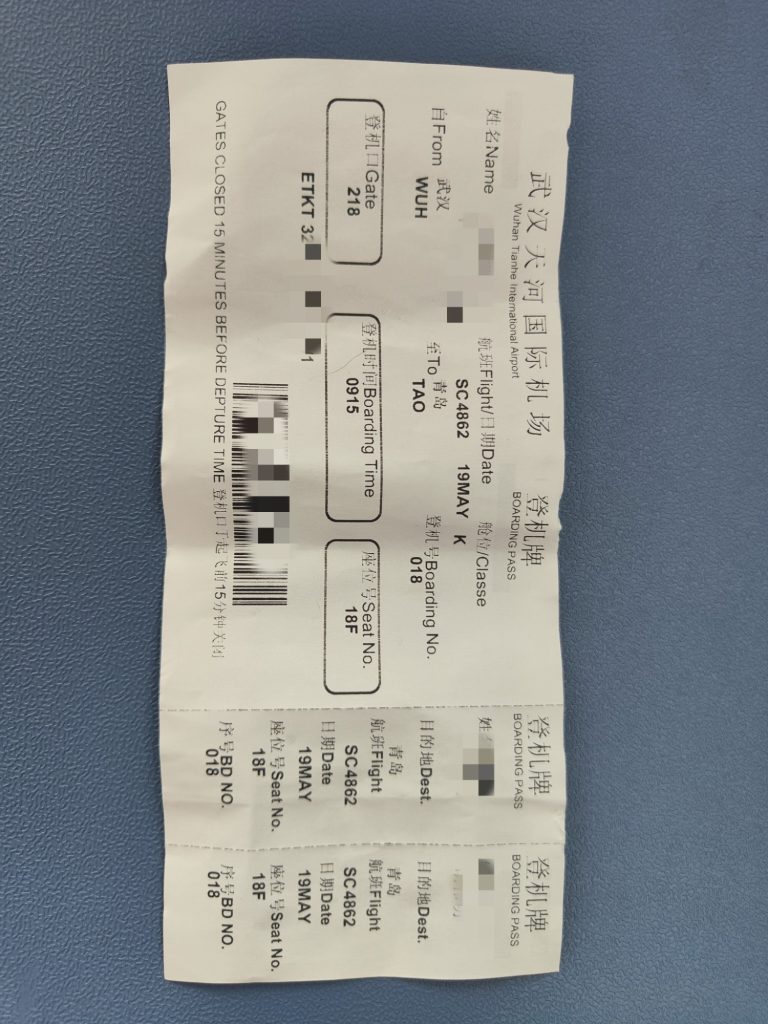 武汉天河国际机场 登机牌
Wuhan Tianhe International Airport BOARDING PASS
姓名Name 航班Flight/日期Date 舱位/Classe
SC4862 19MAY K
自From 武汉 至To 青岛 登机号Boarding No.
WUH TAO 018
登机口Gate 登机时间Boarding Time 座位号Seat No.
218 0915 18F
ETKT 32 1
GATES CLOSED 15 MINUTES BEFORE DEPTURE TIME 登机口于起飞前15分钟关闭
登机牌
BOARDING PASS
姓
目的地Dest.
青岛
航班Flight
SC4862
日期Date
19MAY
座位号Seat No.
18F
序号BD NO.
018
登机牌
BOARDING PASS
目的地Dest.
青岛
航班Flight
SC4862
日期Date
19MAY
座位号Seat No.
18F
序号BD NO.
018